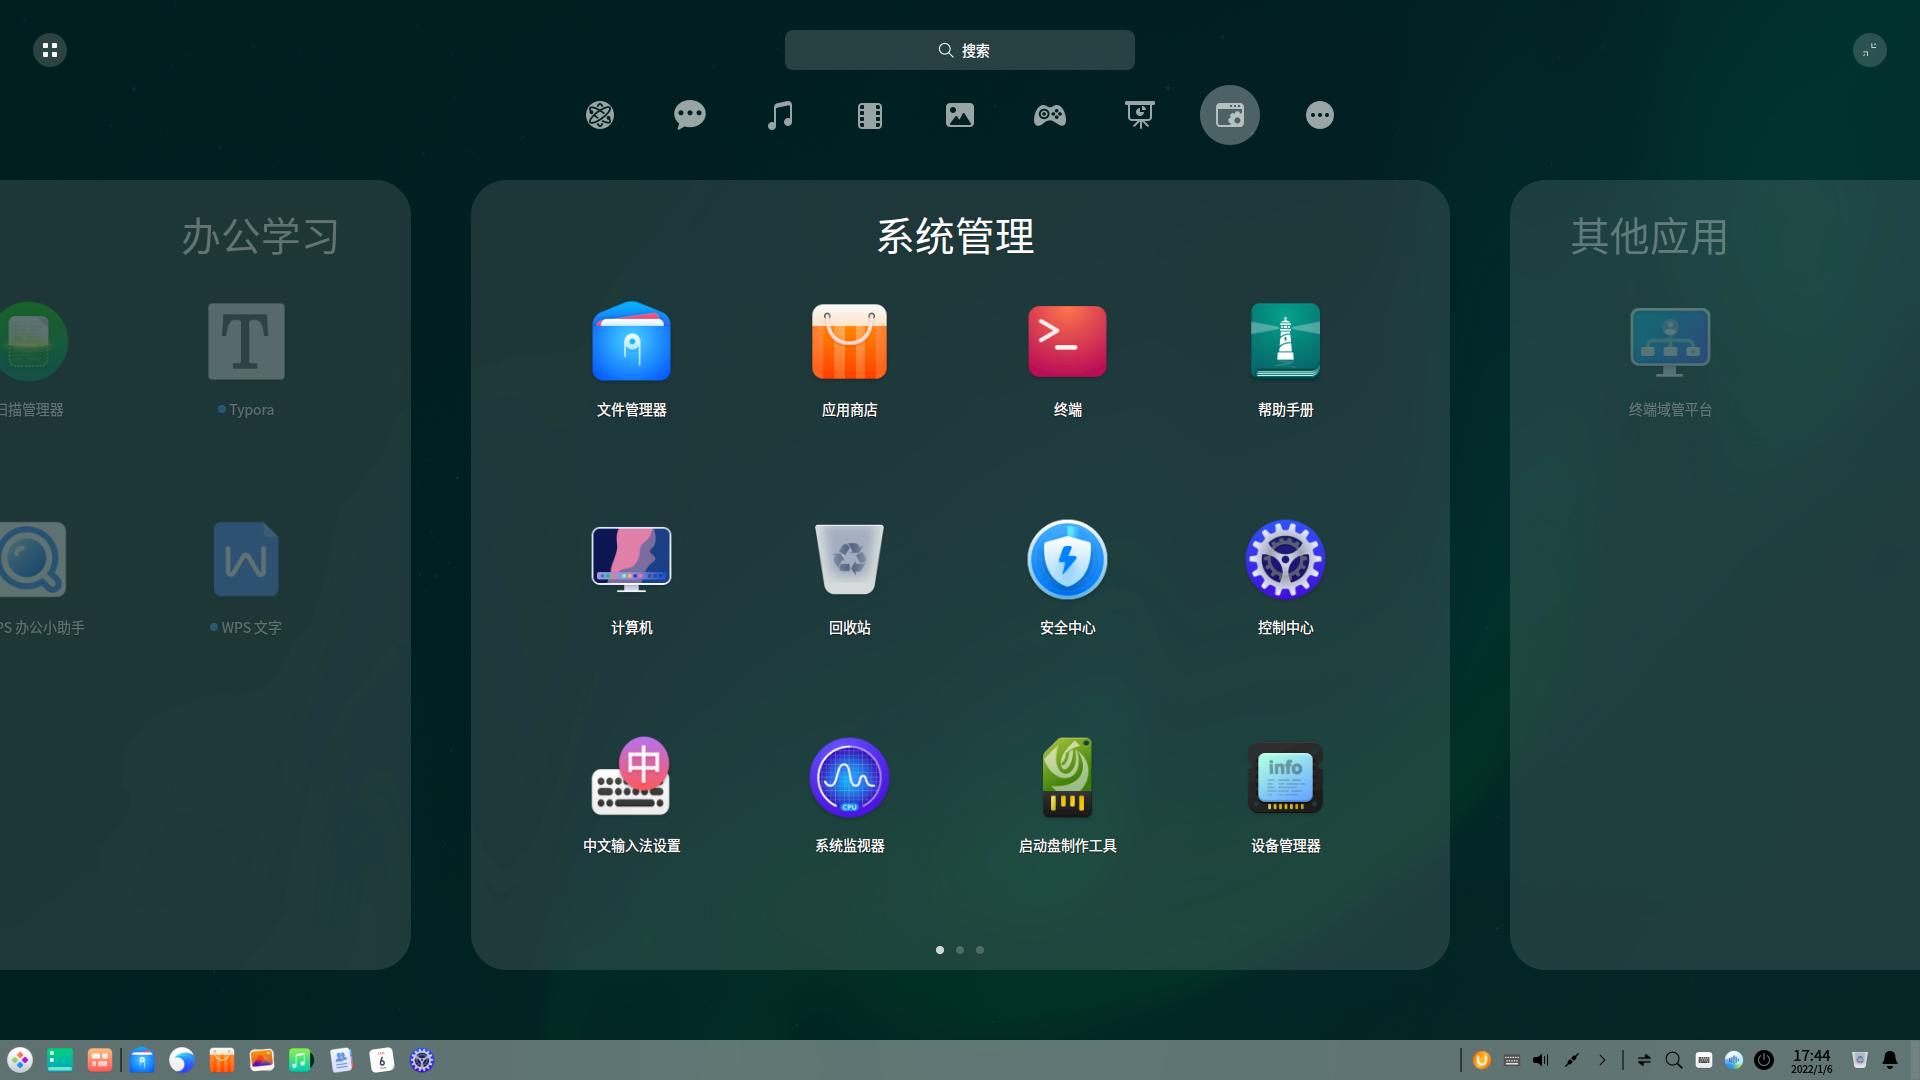 搜索
办公学习
系统管理
其他应用
扫描管理器
Typora
文件管理器
应用商店
终端
帮助手册
终端域管平台
PS 办公小助手
WPS 文字
计算机
回收站
安全中心
控制中心
中
CPU
info
中文输入法设置
系统监视器
启动盘制作工具
设备管理器
6
17:44
2022/1/6